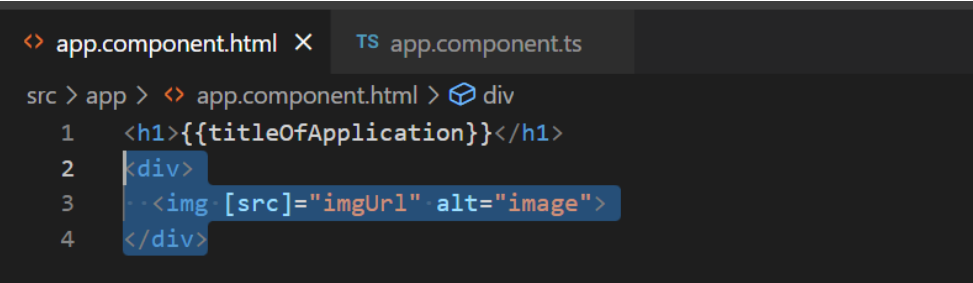 <> app.component.html × TS app.component.ts
src > app > <> app.component.html > div
1 <h1>{{titleOfApplication}}</h1>
2 <div>
3 <img [src]="imgUrl" alt="image">
4 </div>